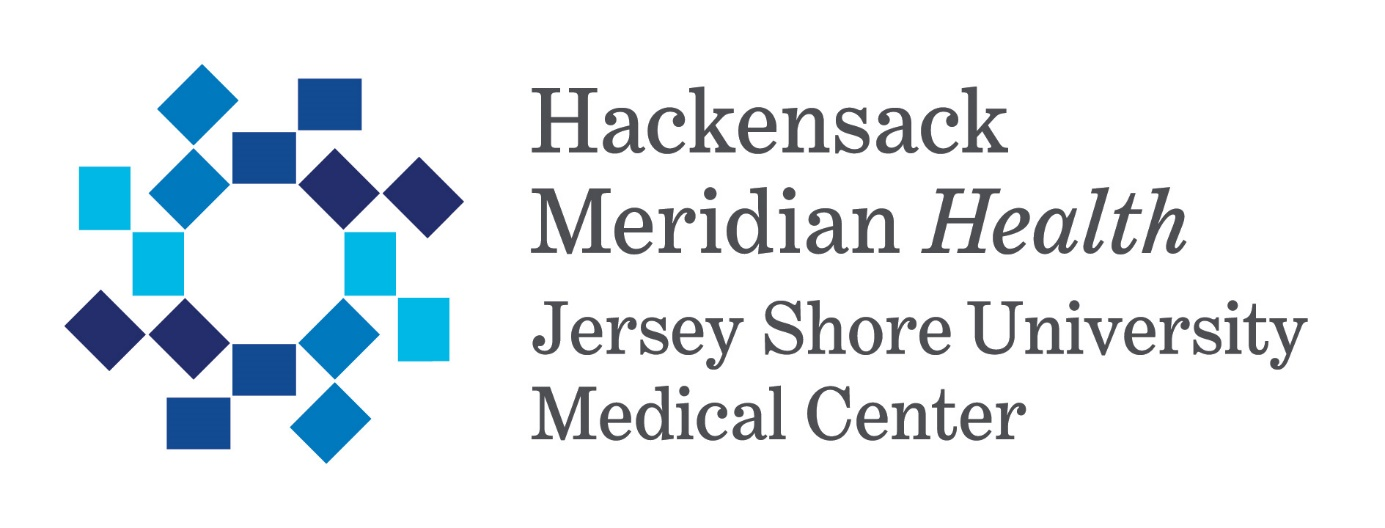 Hackensack
Meridian Health
Jersey Shore University
Medical Center